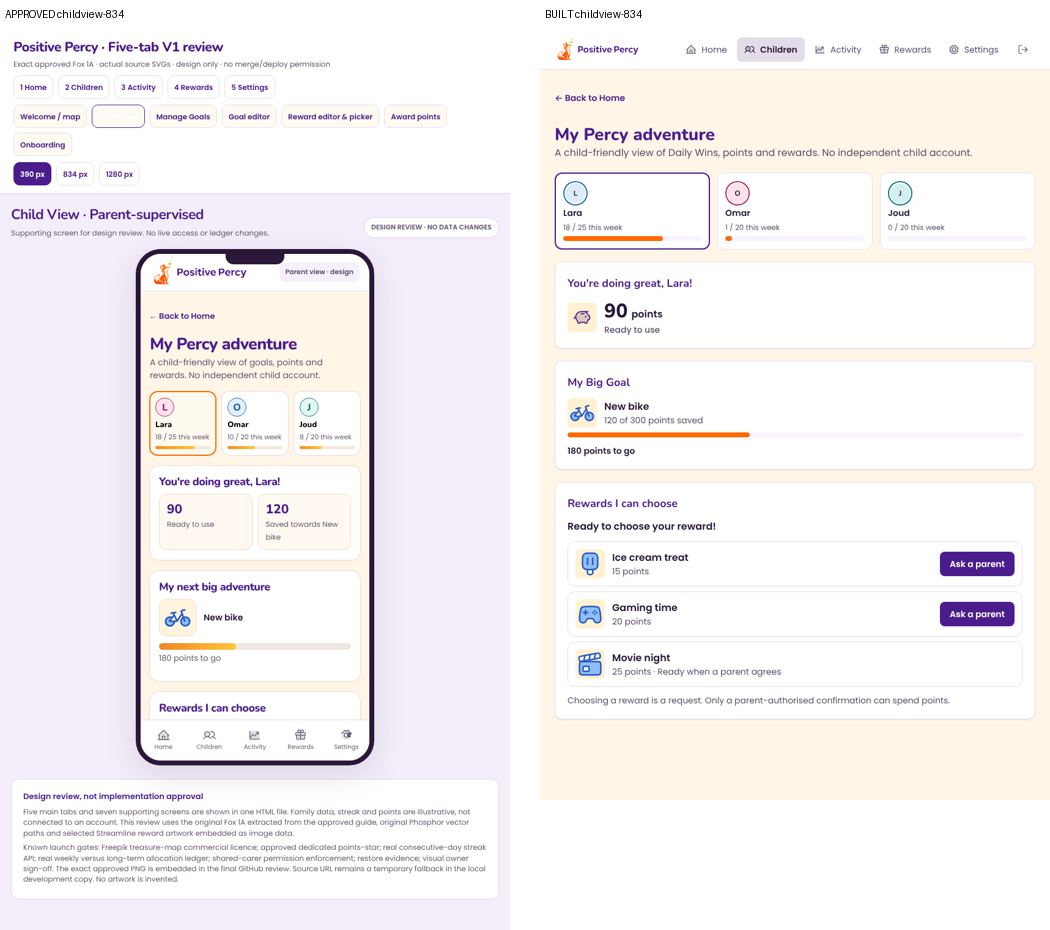 APPROVED childview-834
Positive Percy · Five-tab V1 review
Exact approved Fox 1A · actual source SVGs · design only · no merge/deploy permission
1 Home
2 Children
3 Activity
4 Rewards
5 Settings
Welcome / map
Manage Goals
Goal editor
Reward editor & picker
Award points
Onboarding
390 px
834 px
1280 px
Child View · Parent-supervised
Supporting screen for design review. No live access or ledger changes.
DESIGN REVIEW · NO DATA CHANGES
Positive Percy
Parent view · design
← Back to Home
My Percy adventure
A child-friendly view of goals, points and
rewards. No independent child account.
L
Lara
18 / 25 this week
O
Omar
10 / 20 this week
J
Joud
8 / 20 this week
You're doing great, Lara!
90
Ready to use
120
Saved towards New
bike
My next big adventure
New bike
180 points to go
Rewards I can choose
Home
Children
Activity
Rewards
Settings
Design review, not implementation approval
Five main tabs and seven supporting screens are shown in one HTML file. Family data, streak and points are illustrative, not
connected to an account. This review uses the original Fox 1A extracted from the approved guide, original Phosphor vector
paths and selected Streamline reward artwork embedded as image data.
Known launch gates: Freepik treasure-map commercial licence; approved dedicated points-star; real consecutive-day streak
API; real weekly versus long-term allocation ledger; shared-carer permission enforcement; restore evidence; visual owner
sign-off. The exact approved PNG is embedded in the final GitHub review. Source URL remains a temporary fallback in the local
development copy. No artwork is invented.
BUILT childview-834
Positive Percy
Home
Children
Activity
Rewards
Settings
← Back to Home
My Percy adventure
A child-friendly view of Daily Wins, points and rewards. No independent child account.
L
Lara
18 / 25 this week
O
Omar
1 / 20 this week
J
Joud
0 / 20 this week
You're doing great, Lara!
90 points
Ready to use
My Big Goal
New bike
120 of 300 points saved
180 points to go
Rewards I can choose
Ready to choose your reward!
Ice cream treat
15 points
Ask a parent
Gaming time
20 points
Ask a parent
Movie night
25 points · Ready when a parent agrees
Choosing a reward is a request. Only a parent-authorised confirmation can spend points.